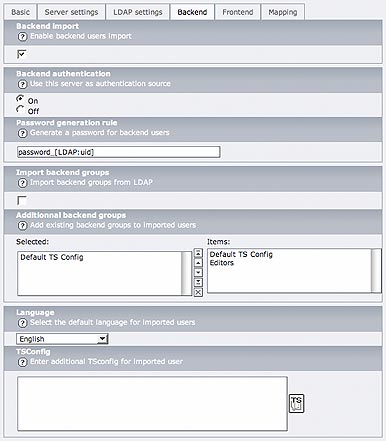 Basic Server settings LDAP settings Backend Frontend Mapping
Backend import
? Enable backend users import
Backend authentication
? Use this server as authentication source
On
Off
Password generation rule
? Generate a password for backend users
password_[LDAP:uid]
Import backend groups
? Import backend groups from LDAP
Additionnal backend groups
? Add existing backend groups to imported users
Selected: Items:
Default TS Config Default TS Config
Editors
Language
? Select the default language for imported users
English
TSConfig
? Enter additional TSconfig for imported user
TS